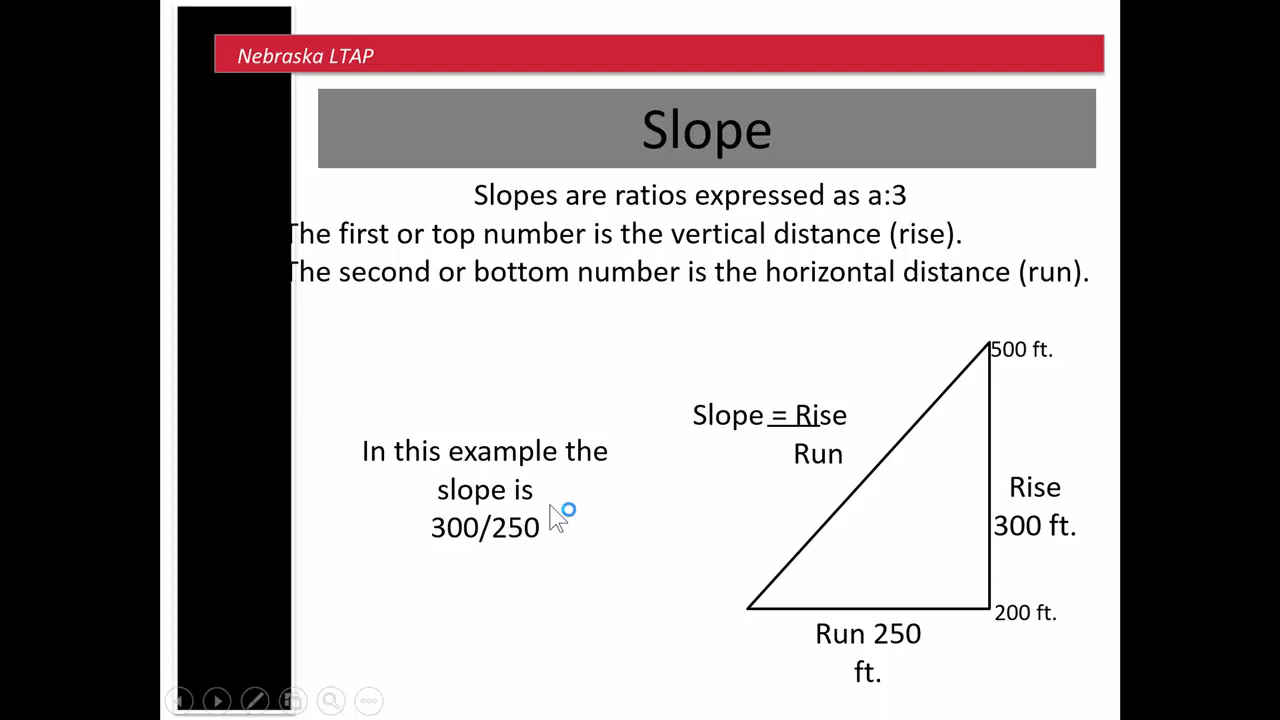 Nebraska LTAP
Slope
Slopes are ratios expressed as a:3
The first or top number is the vertical distance (rise).
The second or bottom number is the horizontal distance (run).
500 ft.
Slope = Rise
Run
In this example the
slope is
300/250
Rise
300 ft.
200 ft.
Run 250
ft.